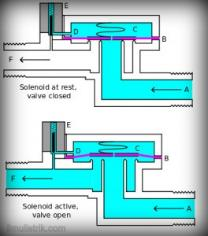 E
D
C
B
F
A
Solenoid at rest,
valve closed
E
D
C
B
F
A
Solenoid active,
valve open